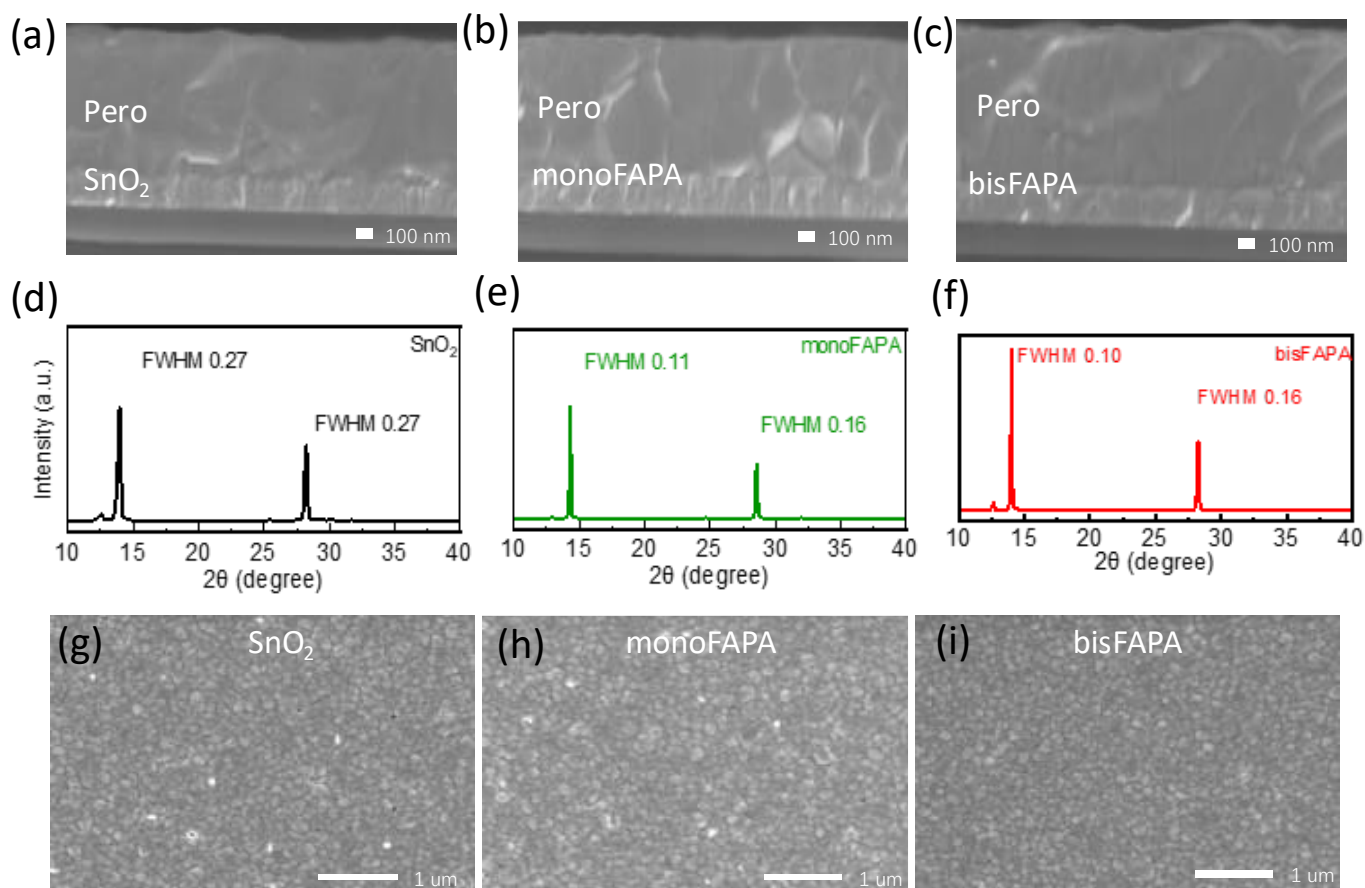 (a)
Pero
SnO₂
100 nm
(b)
Pero
monoFAPA
100 nm
(c)
Pero
bisFAPA
100 nm
(d)
SnO₂
FWHM 0.27
FWHM 0.27
Intensity (a.u.)
10 15 20 25 30 35 40
2θ (degree)
(e)
monoFAPA
FWHM 0.11
FWHM 0.16
10 15 20 25 30 35 40
2θ (degree)
(f)
bisFAPA
FWHM 0.10
FWHM 0.16
10 15 20 25 30 35 40
2θ (degree)
(g)
SnO₂
1 um
(h)
monoFAPA
1 um
(i)
bisFAPA
1 um